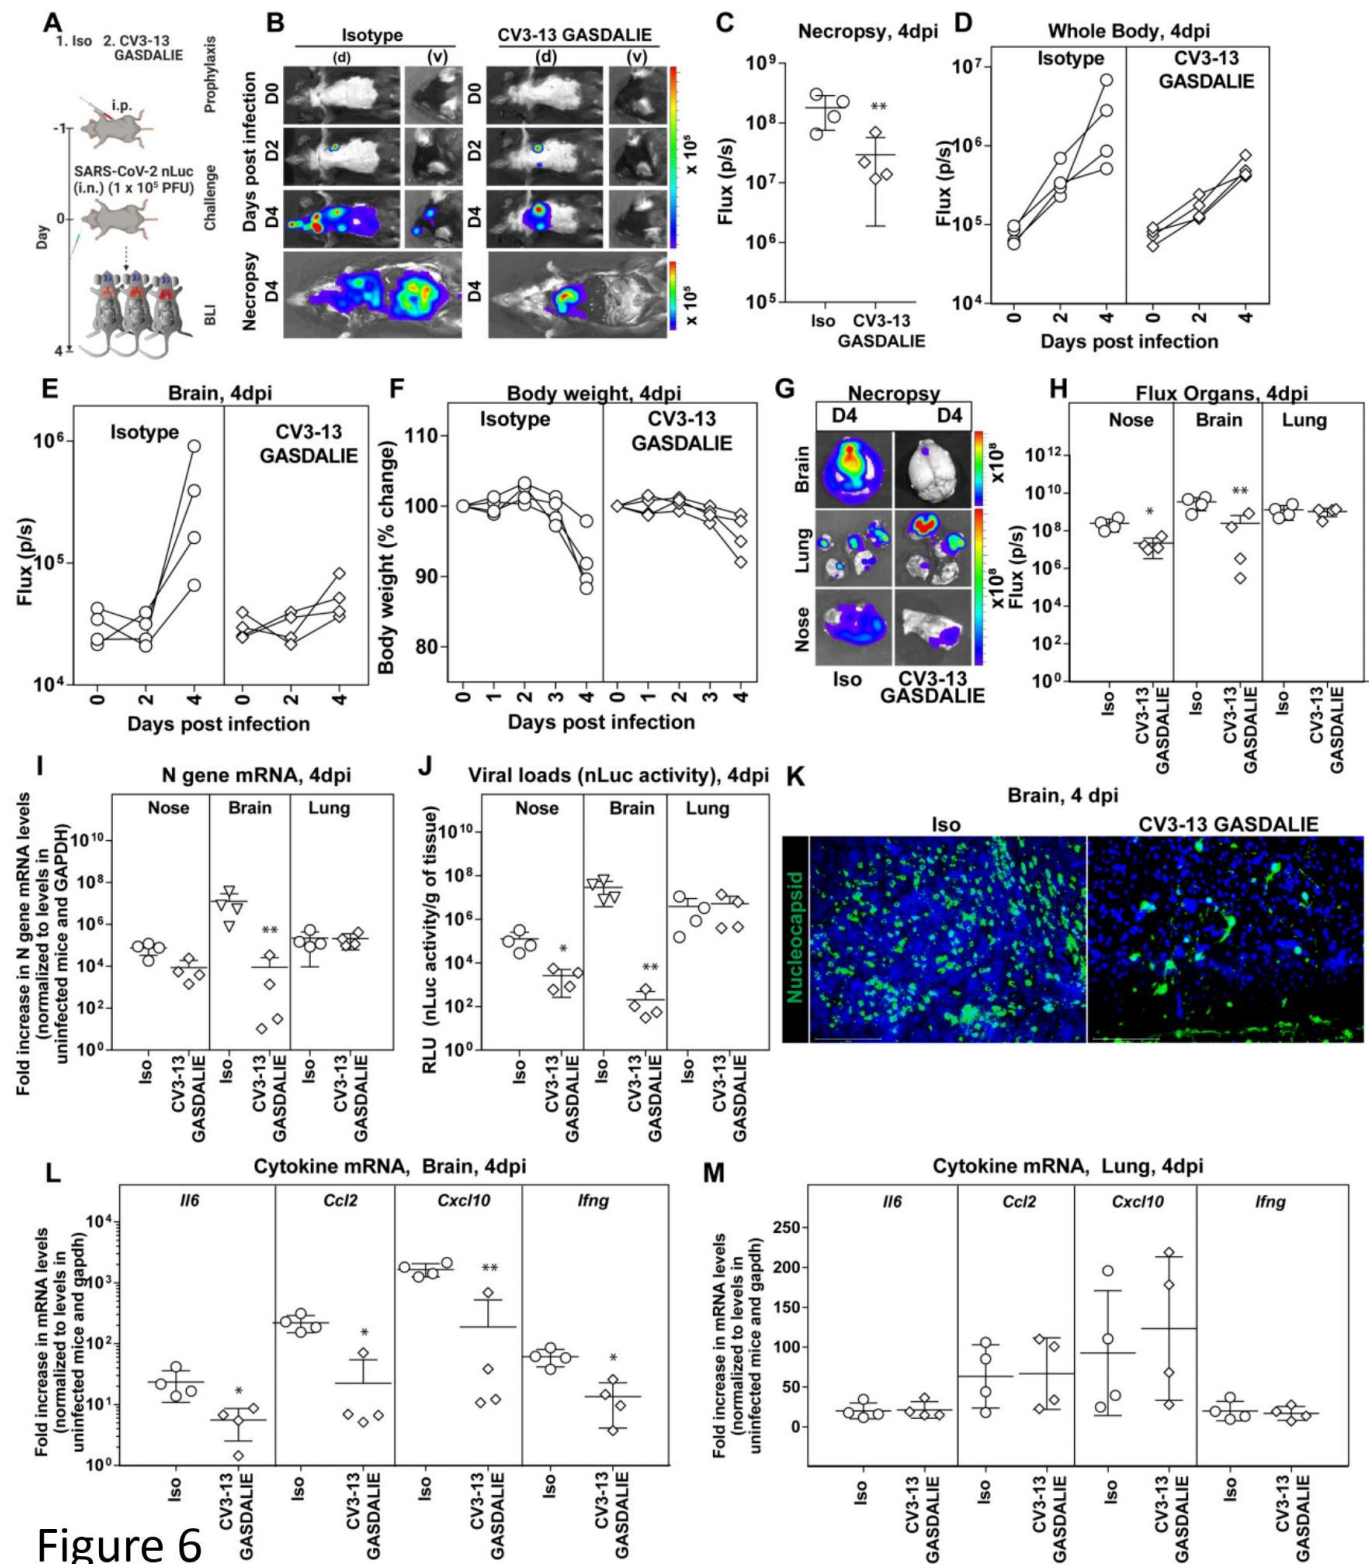 A
1. Iso 2. CV3-13
GASDALIE
Prophylaxis
i.p.
-1
SARS-CoV-2 nLuc
(i.n.) (1 x 10⁵ PFU)
Challenge
0
Day
BLI
4
B
Isotype
CV3-13 GASDALIE
(d)
(v)
(d)
(v)
Days post infection
D0
D0
D2
D2
D4
D4
x 10⁵
Necropsy
D4
D4
x 10⁵
C
Necropsy, 4dpi
Flux (p/s)
10⁹
10⁸
10⁷
10⁶
10⁵
**
Iso
CV3-13
GASDALIE
D
Whole Body, 4dpi
Isotype
CV3-13
GASDALIE
Flux (p/s)
10⁷
10⁶
10⁵
10⁴
0 2 4 0 2 4
Days post infection
E
Brain, 4dpi
Isotype
CV3-13
GASDALIE
Flux (p/s)
10⁶
10⁵
10⁴
0 2 4 0 2 4
Days post infection
F
Body weight, 4dpi
Isotype
CV3-13
GASDALIE
Body weight (% change)
110
100
90
80
0 1 2 3 4 0 1 2 3 4
Days post infection
G
Necropsy
D4 D4
Brain
x10⁸
Lung
x10⁸
Nose
Iso
CV3-13
GASDALIE
H
Flux Organs, 4dpi
Nose Brain Lung
Flux (p/s)
10¹²
10¹⁰
10⁸
10⁶
10⁴
10²
10⁰
*
**
Iso
CV3-13
GASDALIE
Iso
CV3-13
GASDALIE
Iso
CV3-13
GASDALIE
I
N gene mRNA, 4dpi
Nose Brain Lung
Fold increase in N gene mRNA levels
(normalized to levels in
uninfected mice and GAPDH)
10¹⁰
10⁸
10⁶
10⁴
10²
10⁰
**
Iso
CV3-13
GASDALIE
Iso
CV3-13
GASDALIE
Iso
CV3-13
GASDALIE
J
Viral loads (nLuc activity), 4dpi
Nose Brain Lung
RLU (nLuc activity/g of tissue)
10¹⁰
10⁸
10⁶
10⁴
10²
10⁰
*
**
Iso
CV3-13
GASDALIE
Iso
CV3-13
GASDALIE
Iso
CV3-13
GASDALIE
K
Brain, 4 dpi
Iso
CV3-13 GASDALIE
Nucleocapsid
L
Cytokine mRNA, Brain, 4dpi
Il6 Ccl2 Cxcl10 Ifng
Fold increase in mRNA levels
(normalized to levels in
uninfected mice and gapdh)
10⁴
10³
10²
10¹
10⁰
*
*
**
*
Iso
CV3-13
GASDALIE
Iso
CV3-13
GASDALIE
Iso
CV3-13
GASDALIE
Iso
CV3-13
GASDALIE
M
Cytokine mRNA, Lung, 4dpi
Il6 Ccl2 Cxcl10 Ifng
Fold increase in mRNA levels
(normalized to levels in
uninfected mice and gapdh)
250
200
150
100
50
0
Iso
CV3-13
GASDALIE
Iso
CV3-13
GASDALIE
Iso
CV3-13
GASDALIE
Iso
CV3-13
GASDALIE
Figure 6